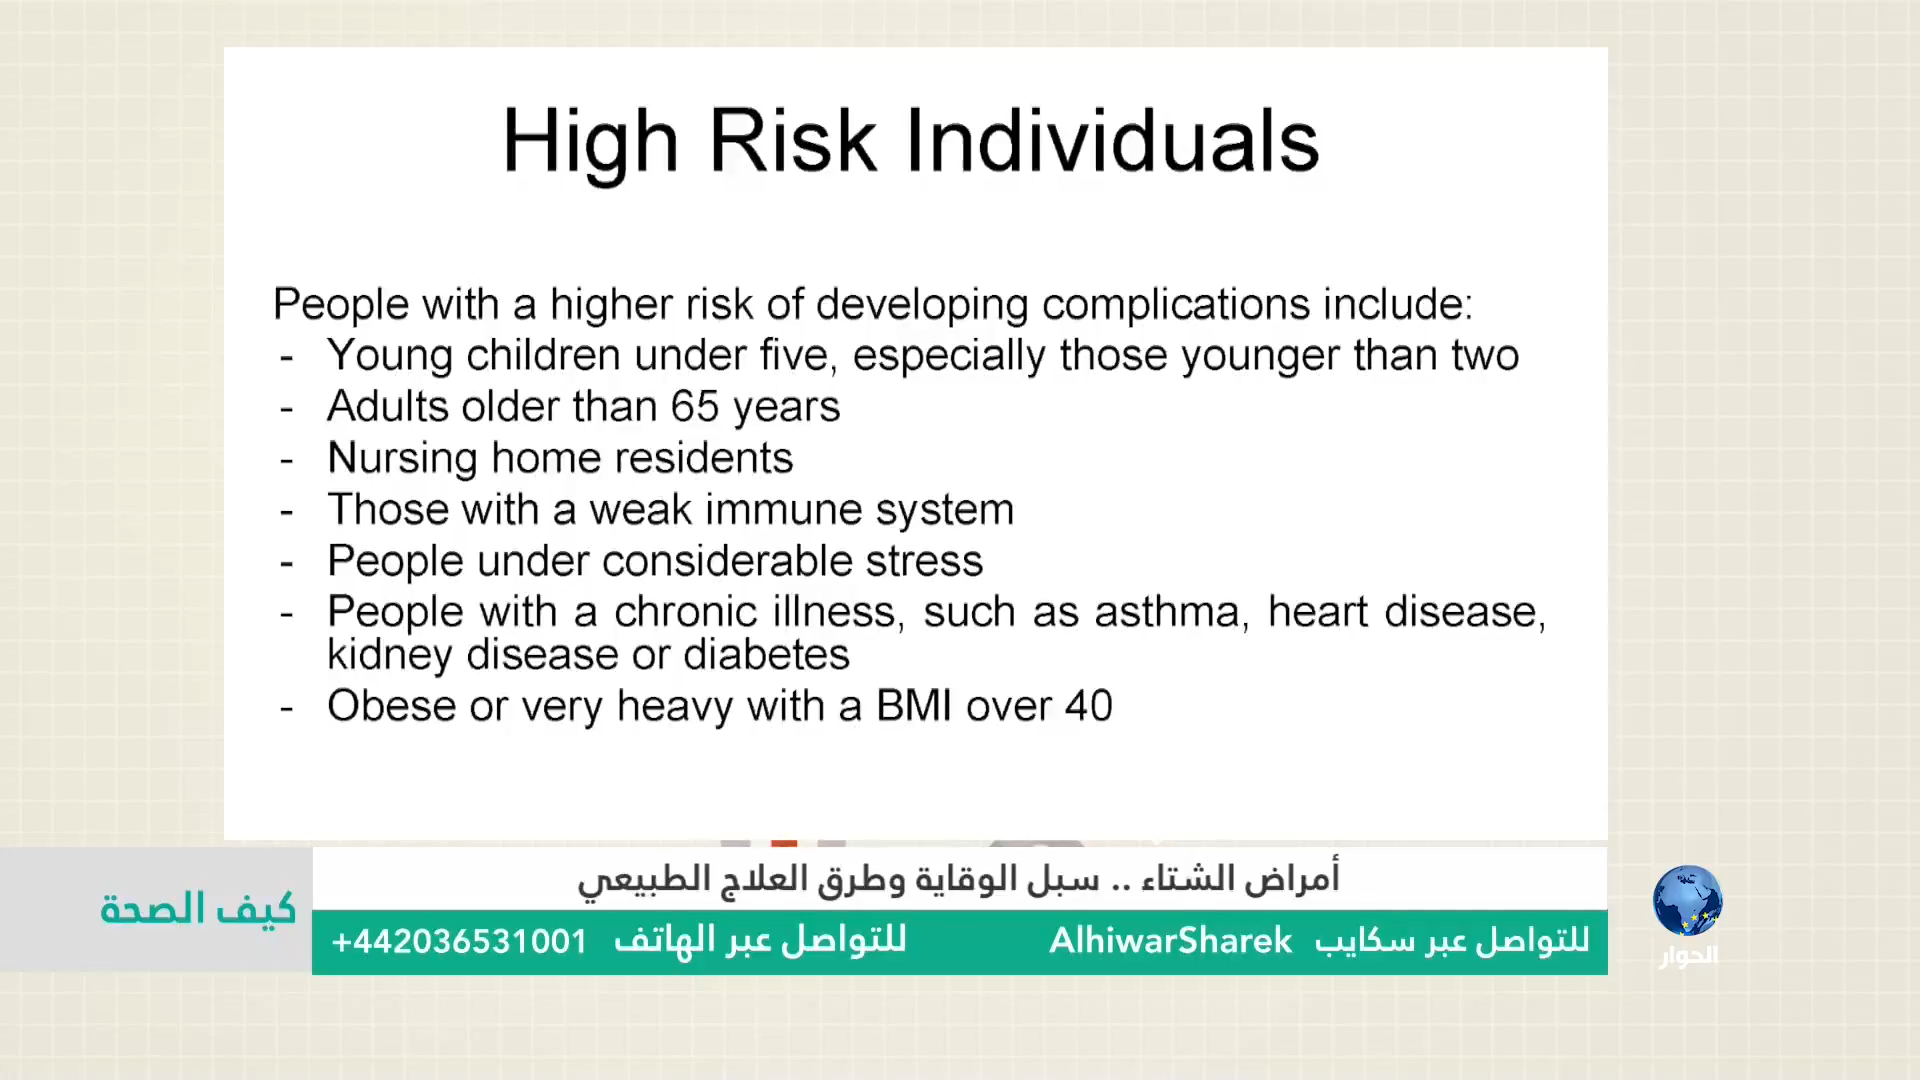 High Risk Individuals
People with a higher risk of developing complications include:
- Young children under five, especially those younger than two
- Adults older than 65 years
- Nursing home residents
- Those with a weak immune system
- People under considerable stress
- People with a chronic illness, such as asthma, heart disease,
kidney disease or diabetes
- Obese or very heavy with a BMI over 40
أمراض الشتاء .. سبل الوقاية وطرق العلاج الطبيعي
كيف الصحة
للتواصل عبر سكايب AlhiwarSharek للتواصل عبر الهاتف +442036531001
الحوار